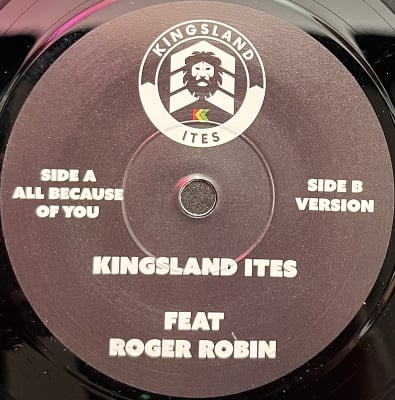 KINGSLAND
ITES
SIDE A
ALL BECAUSE
OF YOU
SIDE B
VERSION
KINGSLAND ITES
FEAT
ROGER ROBIN